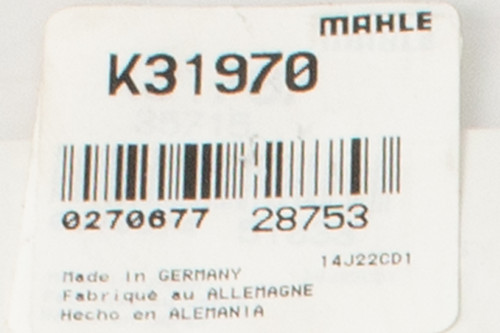 MAHLE
K31970
0270677 28753
14J22CD1
Made in GERMANY
Fabriqué au ALLEMAGNE
Hecho en ALEMANIA